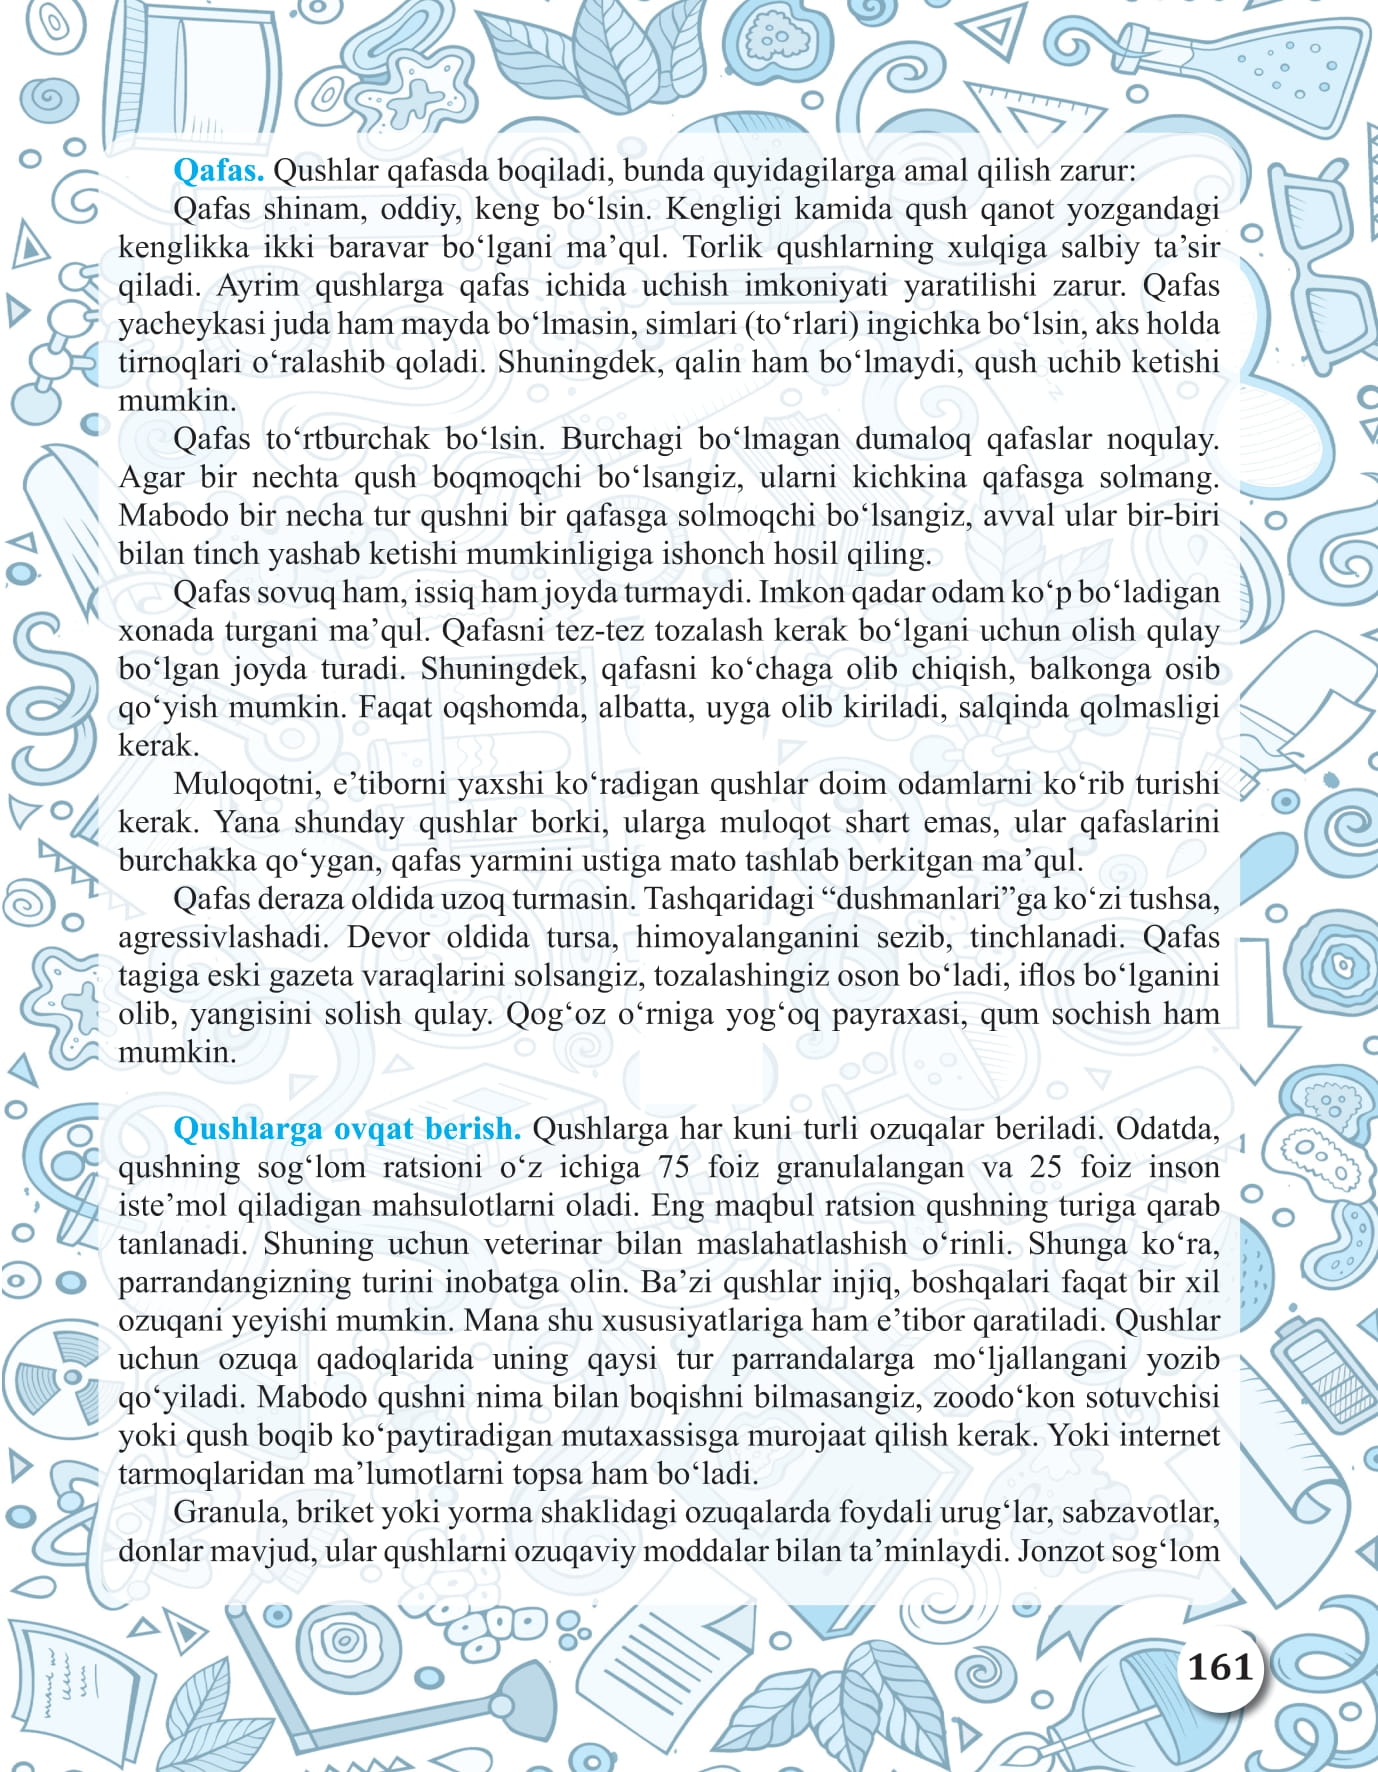 Qafas. Qushlar qafasda boqiladi, bunda quyidagilarga amal qilish zarur:
Qafas shinam, oddiy, keng bo‘lsin. Kengligi kamida qush qanot yozgandagi
kenglikka ikki baravar bo‘lgani ma’qul. Torlik qushlarning xulqiga salbiy ta’sir
qiladi. Ayrim qushlarga qafas ichida uchish imkoniyati yaratilishi zarur. Qafas
yacheykasi juda ham mayda bo‘lmasin, simlari (to‘rlari) ingichka bo‘lsin, aks holda
tirnoqlari o‘ralashib qoladi. Shuningdek, qalin ham bo‘lmaydi, qush uchib ketishi
mumkin.
Qafas to‘rtburchak bo‘lsin. Burchagi bo‘lmagan dumaloq qafaslar noqulay.
Agar bir nechta qush boqmoqchi bo‘lsangiz, ularni kichkina qafasga solmang.
Mabodo bir necha tur qushni bir qafasga solmoqchi bo‘lsangiz, avval ular bir-biri
bilan tinch yashab ketishi mumkinligiga ishonch hosil qiling.
Qafas sovuq ham, issiq ham joyda turmaydi. Imkon qadar odam ko‘p bo‘ladigan
xonada turgani ma’qul. Qafasni tez-tez tozalash kerak bo‘lgani uchun olish qulay
bo‘lgan joyda turadi. Shuningdek, qafasni ko‘chaga olib chiqish, balkonga osib
qo‘yish mumkin. Faqat oqshomda, albatta, uyga olib kiriladi, salqinda qolmasligi
kerak.
Muloqotni, e’tiborni yaxshi ko‘radigan qushlar doim odamlarni ko‘rib turishi
kerak. Yana shunday qushlar borki, ularga muloqot shart emas, ular qafaslarini
burchakka qo‘ygan, qafas yarmini ustiga mato tashlab berkitgan ma’qul.
Qafas deraza oldida uzoq turmasin. Tashqaridagi “dushmanlari”ga ko‘zi tushsa,
agressivlashadi. Devor oldida tursa, himoyalanganini sezib, tinchlanadi. Qafas
tagiga eski gazeta varaqlarini solsangiz, tozalashingiz oson bo‘ladi, iflos bo‘lganini
olib, yangisini solish qulay. Qog‘oz o‘rniga yog‘oq payraxasi, qum sochish ham
mumkin.
Qushlarga ovqat berish. Qushlarga har kuni turli ozuqalar beriladi. Odatda,
qushning sog‘lom ratsioni o‘z ichiga 75 foiz granulalangan va 25 foiz inson
iste’mol qiladigan mahsulotlarni oladi. Eng maqbul ratsion qushning turiga qarab
tanlanadi. Shuning uchun veterinar bilan maslahatlashish o‘rinli. Shunga ko‘ra,
parrandangizning turini inobatga olin. Ba’zi qushlar injiq, boshqalari faqat bir xil
ozuqani yeyishi mumkin. Mana shu xususiyatlariga ham e’tibor qaratiladi. Qushlar
uchun ozuqa qadoqlarida uning qaysi tur parrandalarga mo‘ljallangani yozib
qo‘yiladi. Mabodo qushni nima bilan boqishni bilmasangiz, zoodo‘kon sotuvchisi
yoki qush boqib ko‘paytiradigan mutaxassisga murojaat qilish kerak. Yoki internet
tarmoqlaridan ma’lumotlarni topsa ham bo‘ladi.
Granula, briket yoki yorma shaklidagi ozuqalarda foydali urug‘lar, sabzavotlar,
donlar mavjud, ular qushlarni ozuqaviy moddalar bilan ta’minlaydi. Jonzot sog‘lom
161